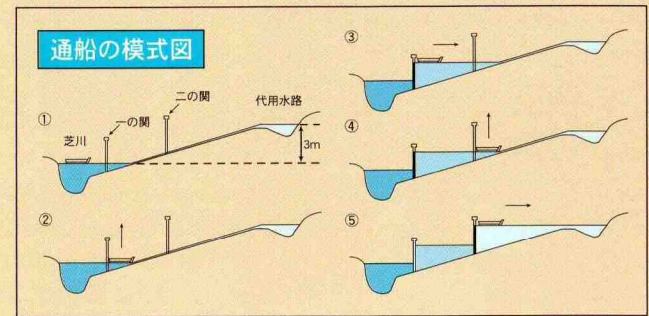 通船の模式図
①
芝川
一の関
二の関
代用水路
3m
②
③
④
⑤